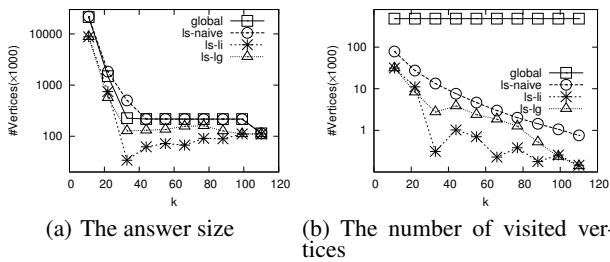 #Vertices(×1000)
10000
1000
100
0 20 40 60 80 100 120
k
global
ls-naive
ls-li
ls-lg
(a) The answer size
#Vertices(×1000)
100
10
1
0 20 40 60 80 100 120
k
global
ls-naive
ls-li
ls-lg
(b) The number of visited ver-
tices